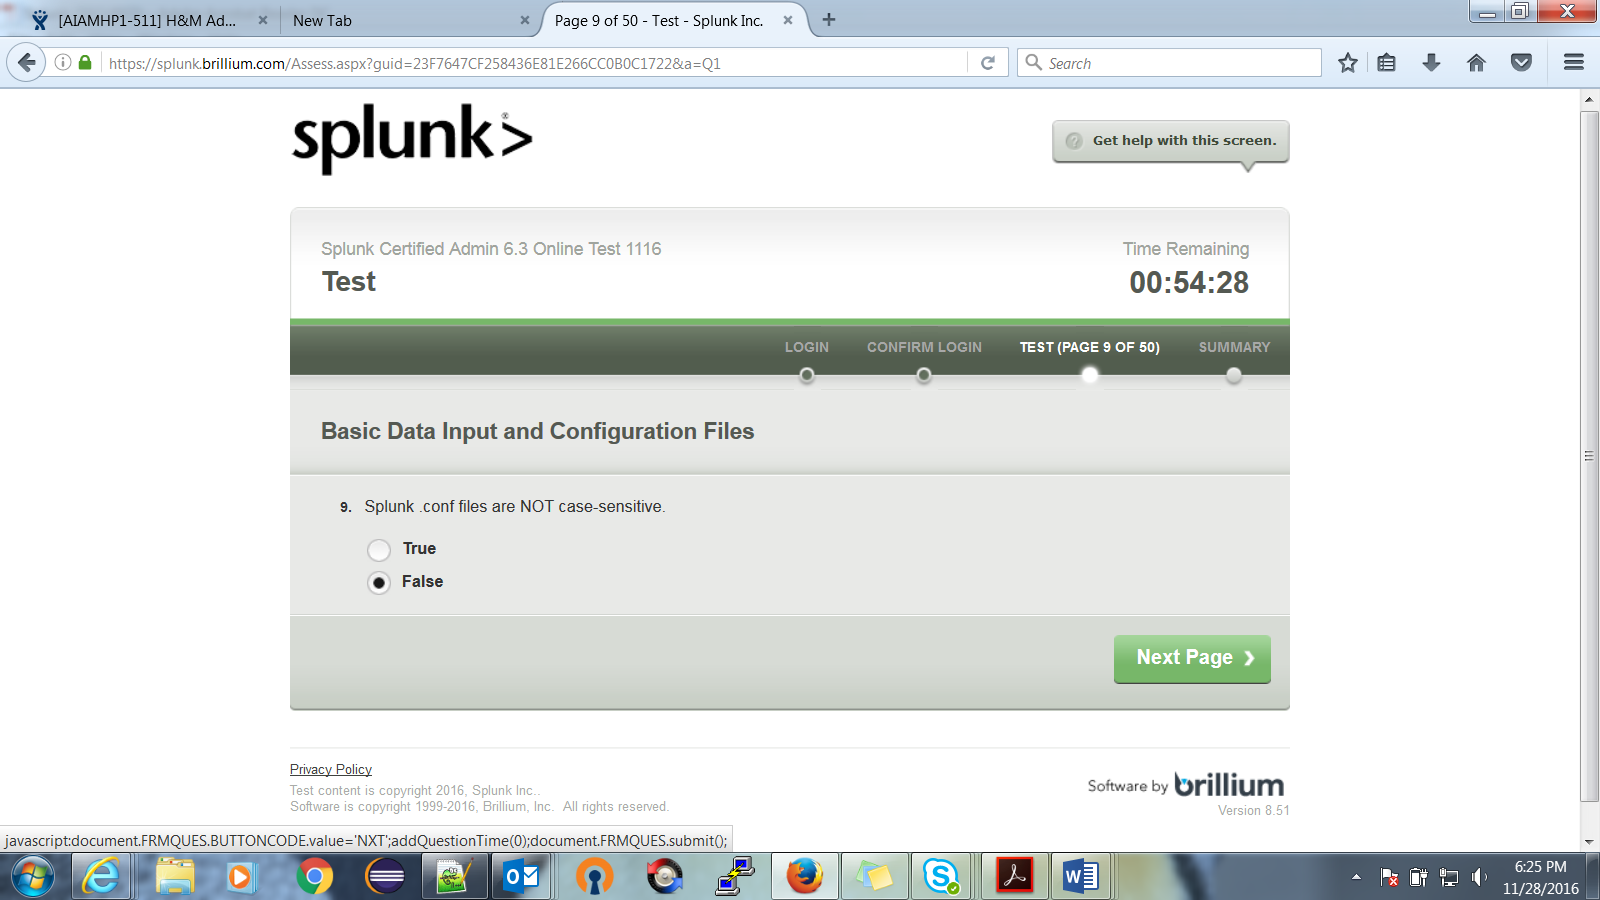 [AIAMHP1-511] H&M Ad...
New Tab
Page 9 of 50 - Test - Splunk Inc.
https://splunk.brillium.com/Assess.aspx?guid=23F7647CF258436E81E266CC0B0C1722&a=Q1
Search
splunk>
Get help with this screen.
Splunk Certified Admin 6.3 Online Test 1116
Time Remaining
Test
00:54:28
LOGIN
CONFIRM LOGIN
TEST (PAGE 9 OF 50)
SUMMARY
Basic Data Input and Configuration Files
9. Splunk .conf files are NOT case-sensitive.
True
False
Next Page
Privacy Policy
Test content is copyright 2016, Splunk Inc..
Software is copyright 1999-2016, Brillium, Inc. All rights reserved.
Software by brillium
Version 8.51
javascript:document.FRMQUES.BUTTONCODE.value='NXT';addQuestionTime(0);document.FRMQUES.submit();
6:25 PM
11/28/2016